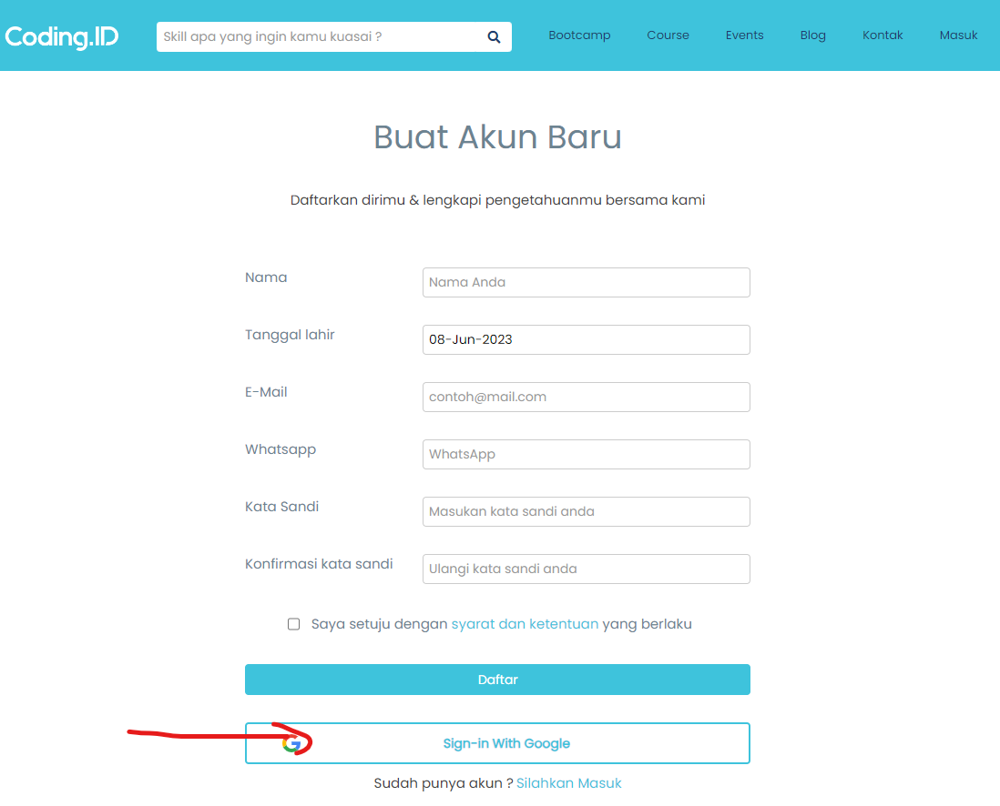 Coding.ID
Skill apa yang ingin kamu kuasai ?
Bootcamp Course Events Blog Kontak Masuk
Buat Akun Baru
Daftarkan dirimu & lengkapi pengetahuanmu bersama kami
Nama Nama Anda
Tanggal lahir 08-Jun-2023
E-Mail contoh@mail.com
Whatsapp WhatsApp
Kata Sandi Masukan kata sandi anda
Konfirmasi kata sandi Ulangi kata sandi anda
Saya setuju dengan syarat dan ketentuan yang berlaku
Daftar
Sign-in With Google
Sudah punya akun ? Silahkan Masuk